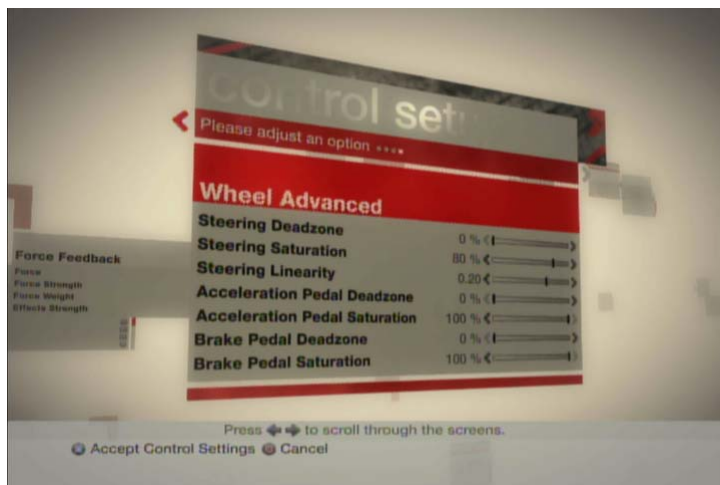 control setup
Please adjust an option ....
Wheel Advanced
Steering Deadzone 0 %
Steering Saturation 80 %
Steering Linearity 0.20
Acceleration Pedal Deadzone 0 %
Acceleration Pedal Saturation 100 %
Brake Pedal Deadzone 0 %
Brake Pedal Saturation 100 %
Force Feedback
Force
Force Strength
Force Weight
Effects Strength
Press to scroll through the screens.
Accept Control Settings Cancel